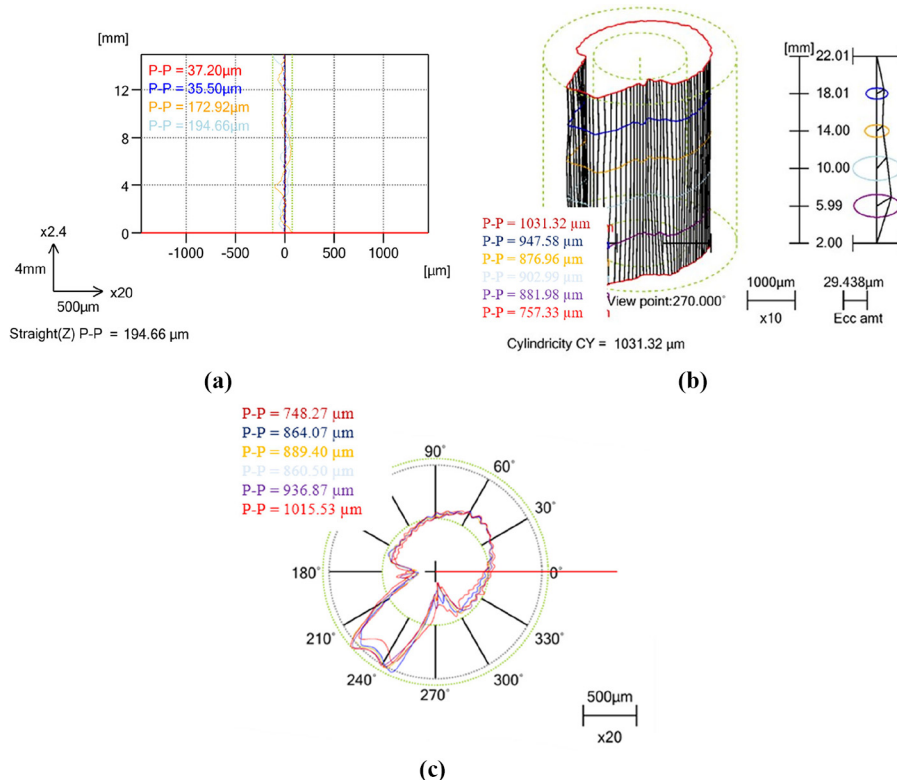 [mm]
P-P = 37.20µm
P-P = 35.50µm
P-P = 172.92µm
P-P = 194.66µm
12
8
4
0
-1000
-500
0
500
1000
[µm]
x2.4
4mm
x20
500µm
Straight(Z) P-P = 194.66 µm
(a)
[mm]
22.01
18.01
14.00
10.00
5.99
2.00
P-P = 1031.32 µm
P-P = 947.58 µm
P-P = 876.96 µm
P-P = 902.99 µm
P-P = 881.98 µm
P-P = 757.33 µm
View point:270.000˚
1000µm
x10
29.438µm
Ecc amt
Cylindricity CY = 1031.32 µm
(b)
P-P = 748.27 µm
P-P = 864.07 µm
P-P = 889.40 µm
P-P = 860.50 µm
P-P = 936.87 µm
P-P = 1015.53 µm
90˚
60˚
30˚
0˚
180˚
210˚
240˚
270˚
300˚
330˚
500µm
x20
(c)